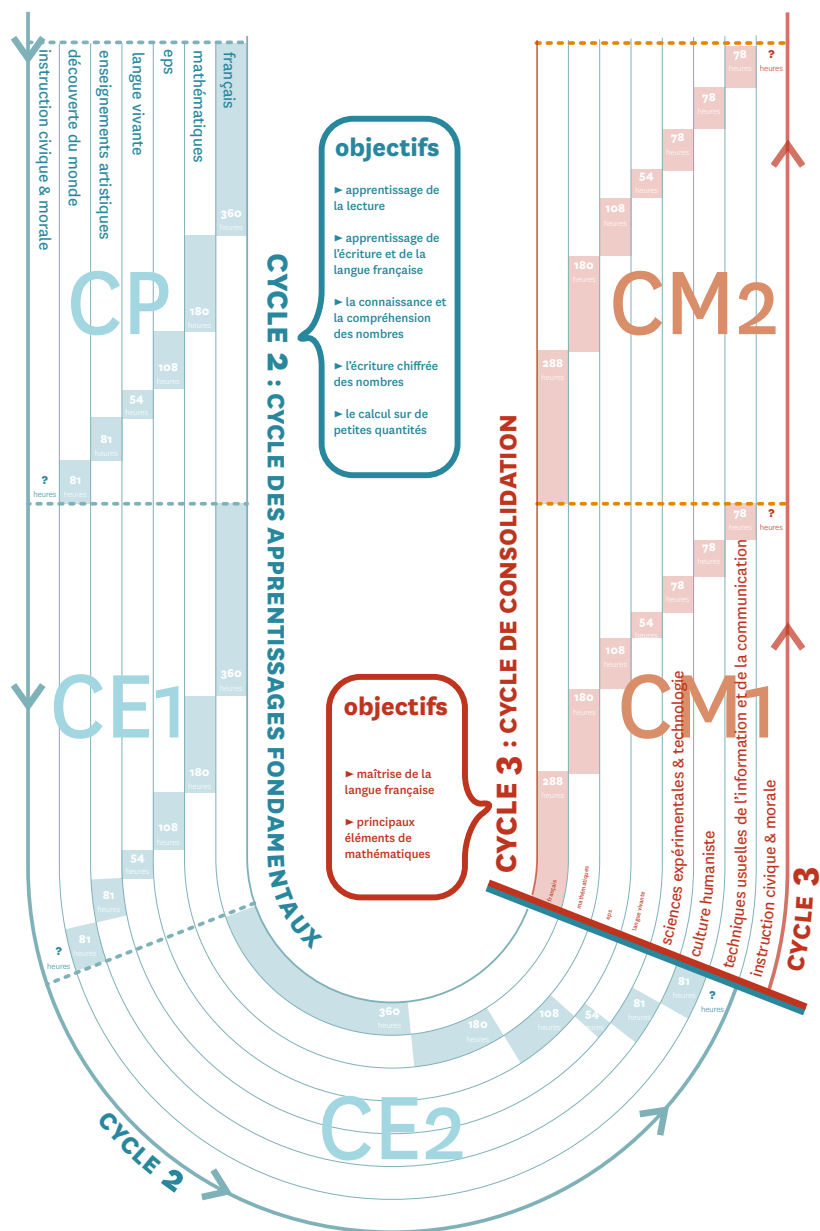 instruction civique & morale
découverte du monde
enseignements artistiques
langue vivante
eps
mathématiques
français
360
heures
180
heures
108
heures
54
heures
81
heures
81
heures
?
heures
CP
CYCLE 2 : CYCLE DES APPRENTISSAGES FONDAMENTAUX
objectifs
► apprentissage de
la lecture
► apprentissage de
l'écriture et de la
langue française
► la connaissance et
la compréhension
des nombres
► l'écriture chiffrée
des nombres
► le calcul sur de
petites quantités
78
heures
?
heures
78
heures
78
heures
54
heures
108
heures
180
heures
288
heures
CM2
CE1
360
heures
180
heures
108
heures
54
heures
81
heures
81
heures
?
heures
CYCLE 3 : CYCLE DE CONSOLIDATION
objectifs
► maîtrise de la
langue française
► principaux
éléments de
mathématiques
78
heures
?
heures
78
heures
78
heures
54
heures
108
heures
180
heures
288
heures
CM1
français
mathématiques
eps
langue vivante
sciences expérimentales & technologie
culture humaniste
techniques usuelles de l'information et de la communication
instruction civique & morale
CYCLE 3
360
heures
180
heures
108
heures
54
heures
81
heures
81
heures
?
heures
CE2
CYCLE 2